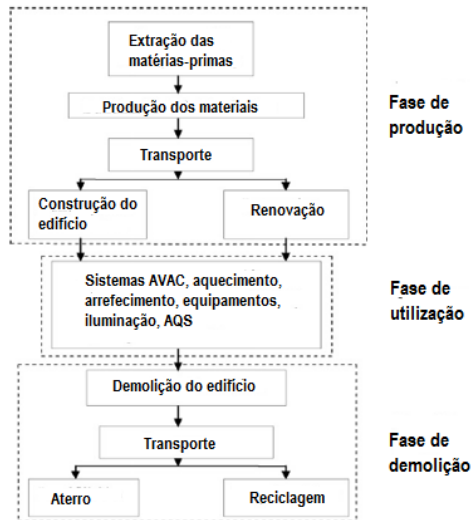 Extração das
matérias-primas
Produção dos materiais
Fase de
produção
Transporte
Construção do
edifício
Renovação
Sistemas AVAC, aquecimento,
arrefecimento, equipamentos,
iluminação, AQS
Fase de
utilização
Demolição do edifício
Transporte
Fase de
demolição
Aterro
Reciclagem